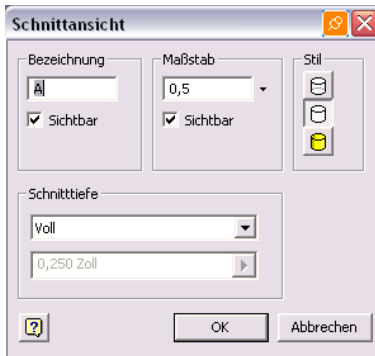 Schnittansicht
Bezeichnung
A
Sichtbar
Maßstab
0,5
Sichtbar
Stil
Schnitttiefe
Voll
0,250 Zoll
?
OK
Abbrechen